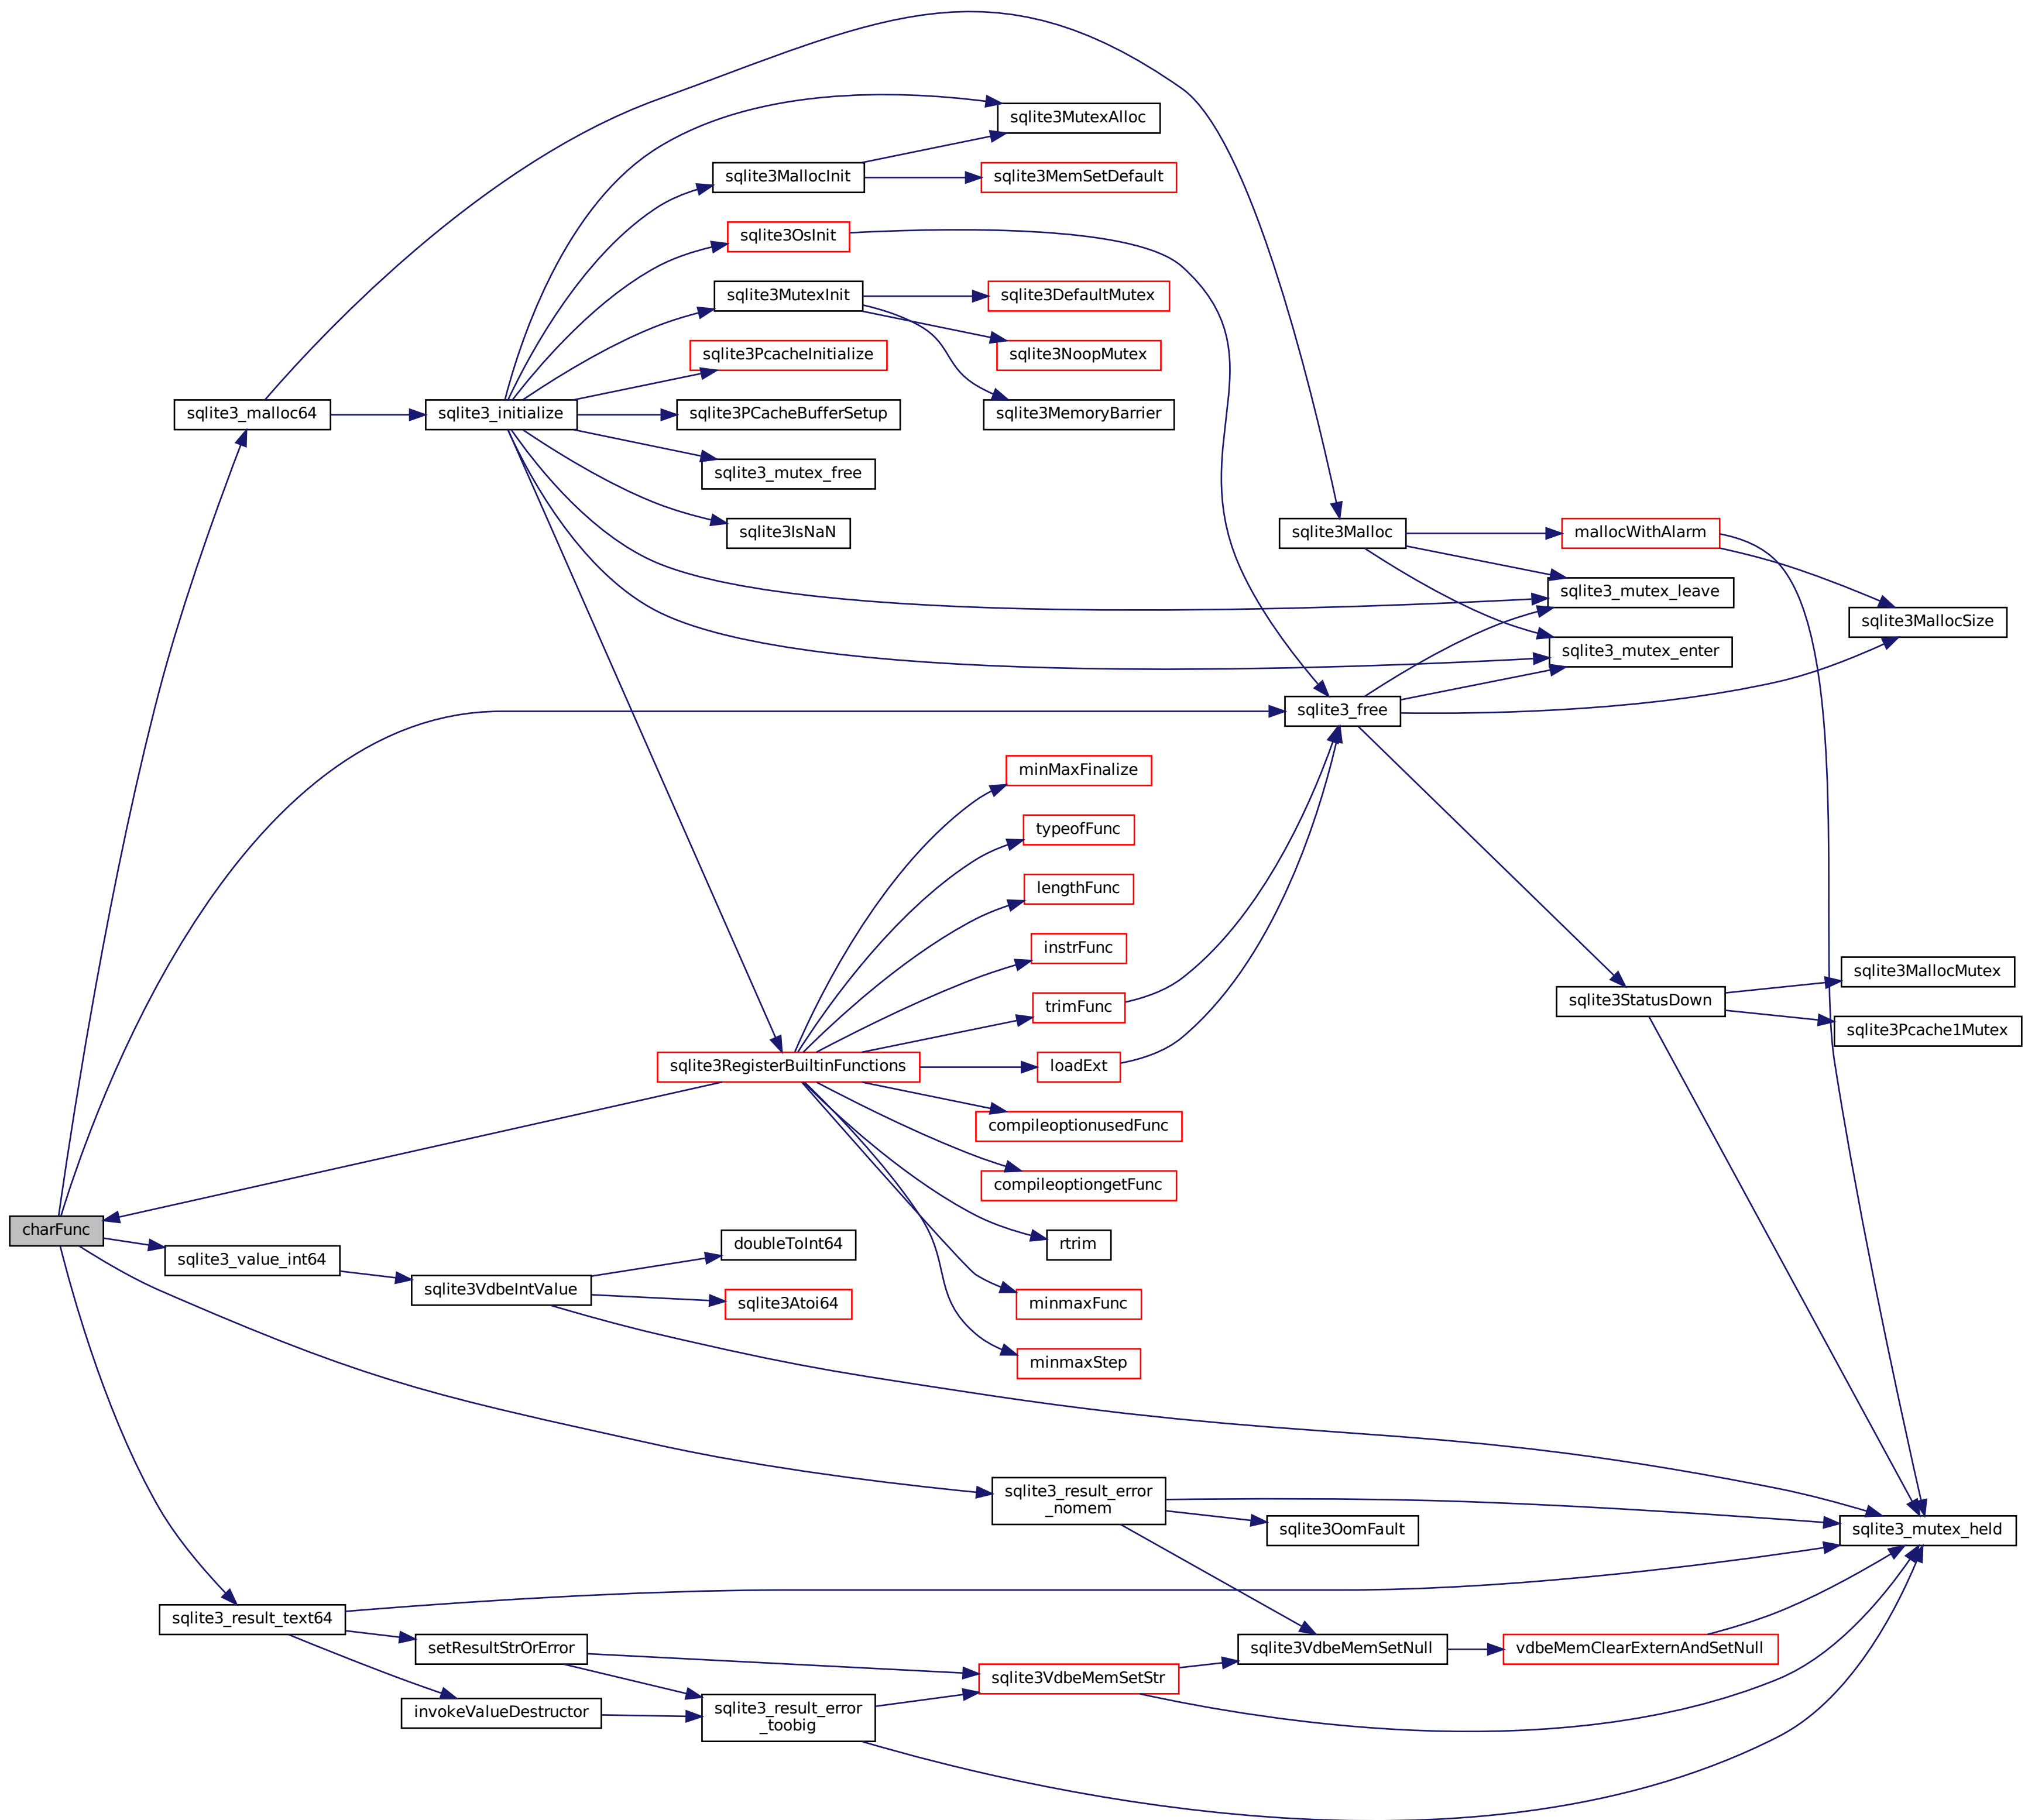 sqlite3MutexAlloc
sqlite3MallocInit
sqlite3MemSetDefault
sqlite3OsInit
sqlite3MutexInit
sqlite3DefaultMutex
sqlite3PcacheInitialize
sqlite3NoopMutex
sqlite3_malloc64
sqlite3_initialize
sqlite3PCacheBufferSetup
sqlite3MemoryBarrier
sqlite3_mutex_free
sqlite3IsNaN
sqlite3Malloc
mallocWithAlarm
sqlite3_mutex_leave
sqlite3MallocSize
sqlite3_mutex_enter
sqlite3_free
minMaxFinalize
typeofFunc
lengthFunc
instrFunc
sqlite3MallocMutex
sqlite3StatusDown
trimFunc
sqlite3Pcache1Mutex
sqlite3RegisterBuiltinFunctions
loadExt
compileoptionusedFunc
compileoptiongetFunc
charFunc
rtrim
doubleToInt64
sqlite3_value_int64
sqlite3VdbeIntValue
sqlite3Atoi64
minmaxFunc
minmaxStep
sqlite3_result_error
_nomem
sqlite3OomFault
sqlite3_mutex_held
sqlite3_result_text64
setResultStrOrError
sqlite3VdbeMemSetNull
vdbeMemClearExternAndSetNull
sqlite3VdbeMemSetStr
invokeValueDestructor
sqlite3_result_error
_toobig